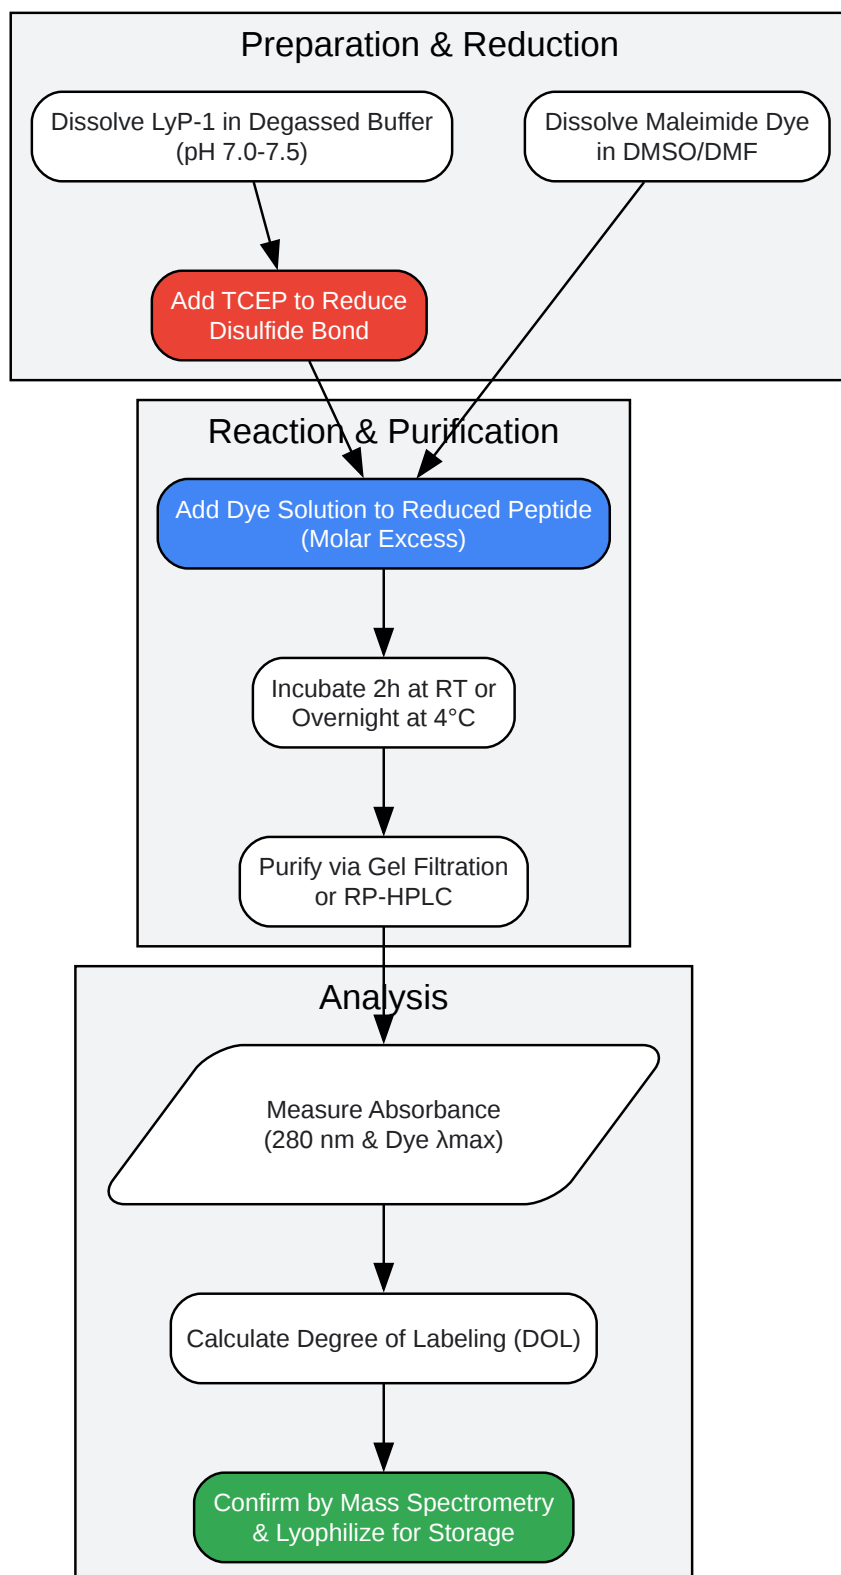 Preparation & Reduction
Dissolve LyP-1 in Degassed Buffer
(pH 7.0-7.5)
Dissolve Maleimide Dye
in DMSO/DMF
Add TCEP to Reduce
Disulfide Bond
Reaction & Purification
Add Dye Solution to Reduced Peptide
(Molar Excess)
Incubate 2h at RT or
Overnight at 4°C
Purify via Gel Filtration
or RP-HPLC
Analysis
Measure Absorbance
(280 nm & Dye λmax)
Calculate Degree of Labeling (DOL)
Confirm by Mass Spectrometry
& Lyophilize for Storage